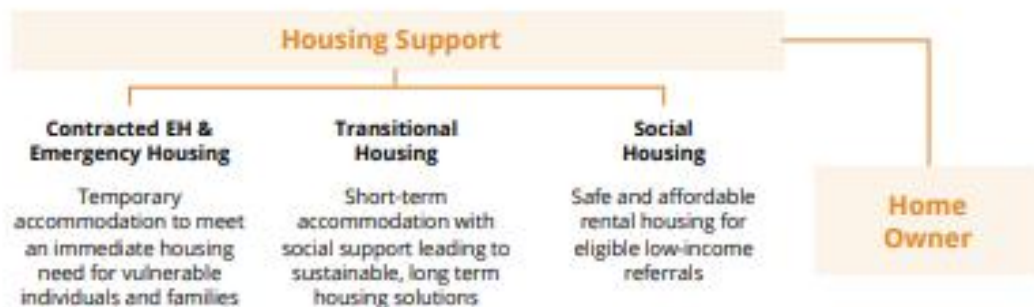 Housing Support
Contracted EH &
Emergency Housing
Temporary
accommodation to meet
an immediate housing
need for vulnerable
individuals and families
Transitional
Housing
Short-term
accommodation with
social support leading to
sustainable, long term
housing solutions
Social
Housing
Safe and affordable
rental housing for
eligible low-income
referrals
Home
Owner